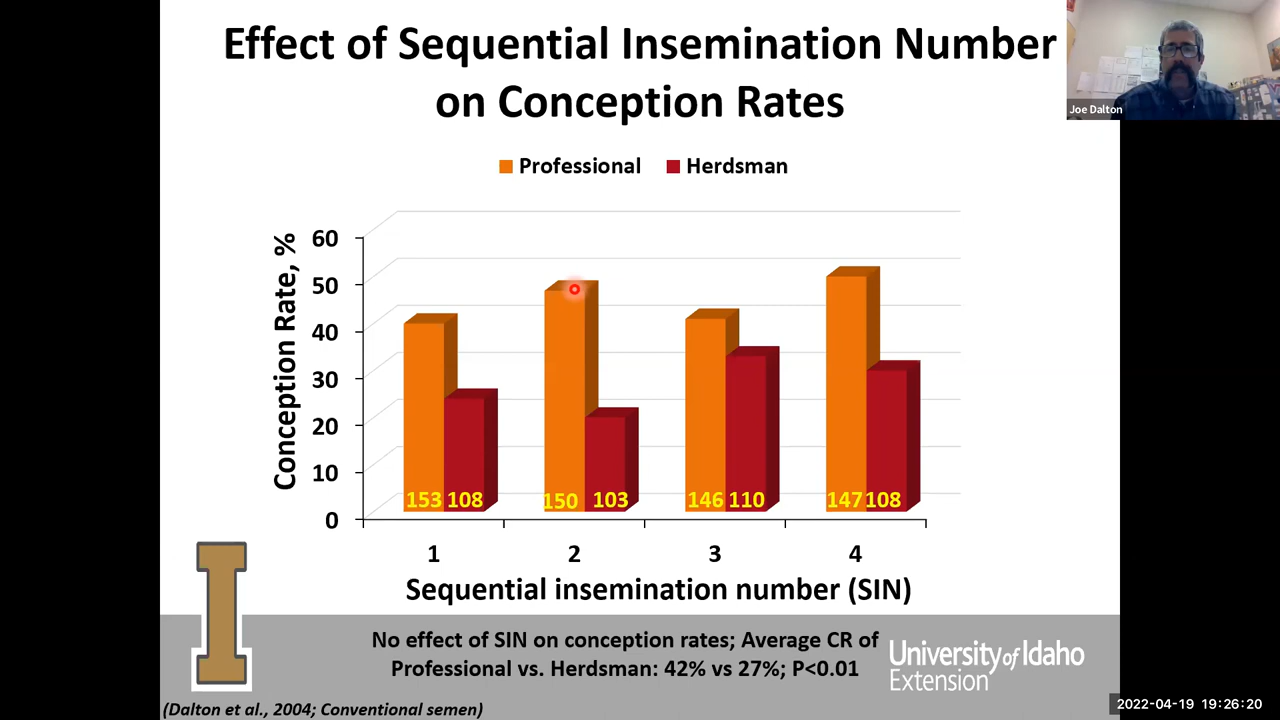 Effect of Sequential Insemination Number
on Conception Rates
Joe Dalton
Professional Herdsman
Conception Rate, %
60
50
40
30
20
10
0
153 108 150 103 146 110 147 108
1 2 3 4
Sequential insemination number (SIN)
No effect of SIN on conception rates; Average CR of
Professional vs. Herdsman: 42% vs 27%; P<0.01
I
University of Idaho
Extension
(Dalton et al., 2004; Conventional semen)
2022-04-19 19:26:20